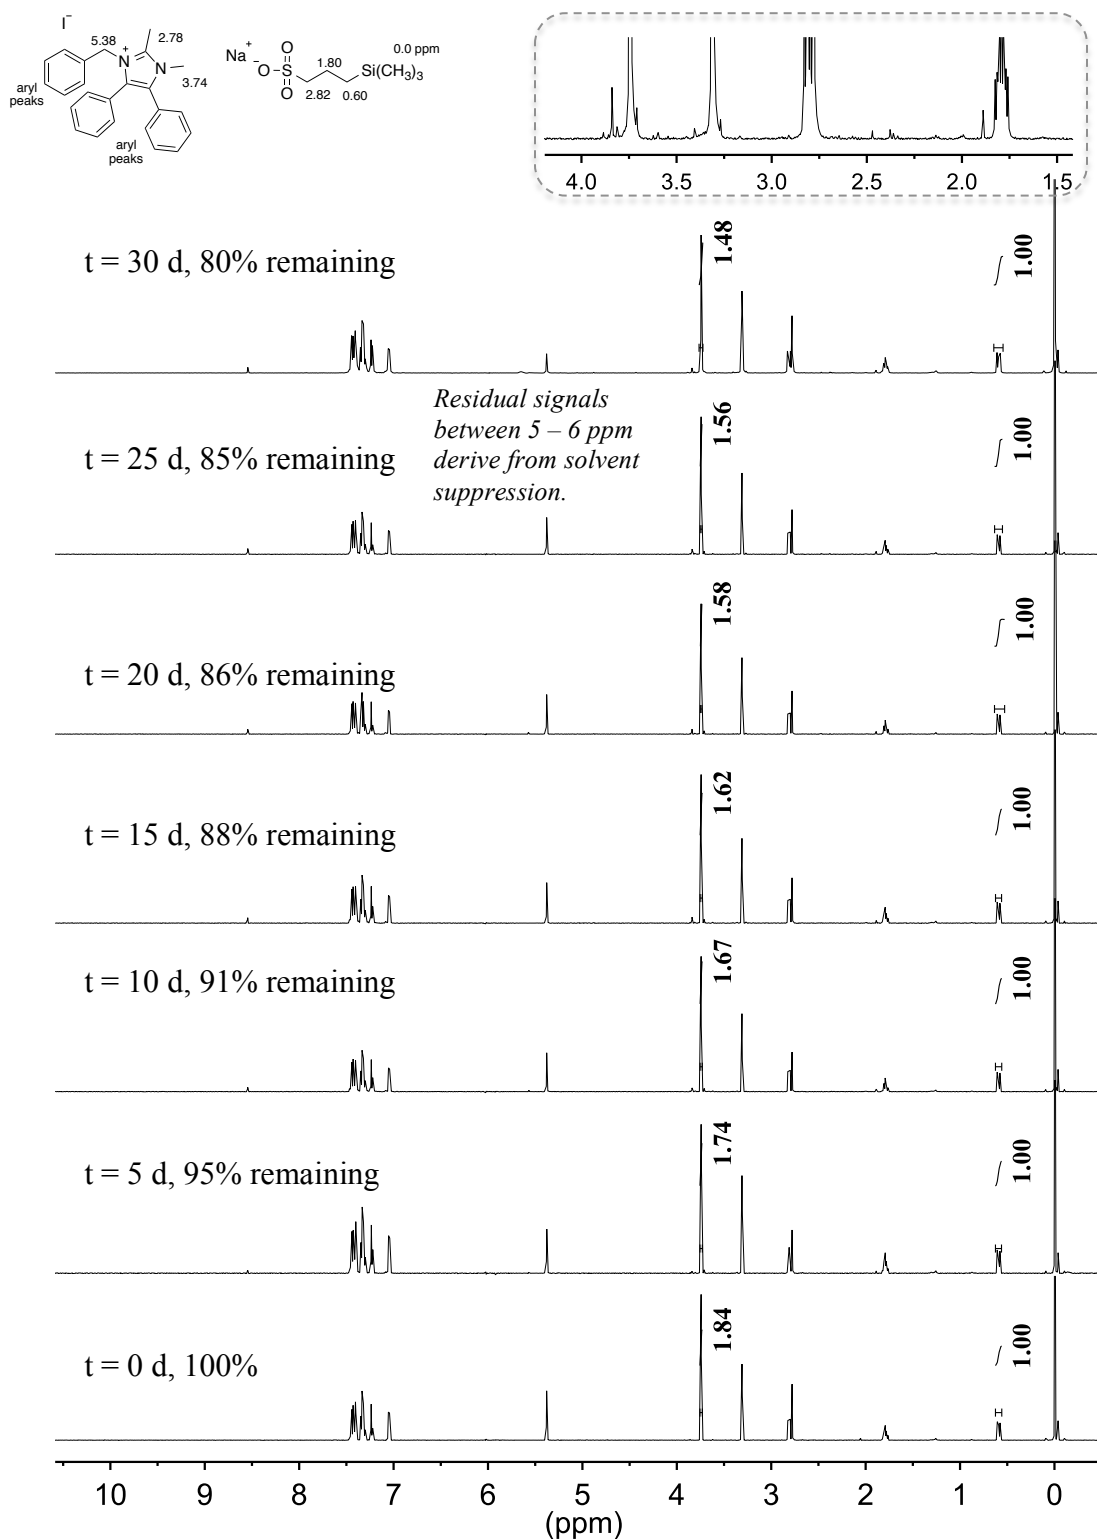 I⁻
5.38
2.78
N
+
N
3.74
aryl
peaks
aryl
peaks
Na⁺
⁻O
O
S
O
1.80
2.82
0.60
0.0 ppm
Si(CH₃)₃
4.0 3.5 3.0 2.5 2.0 1.5
t = 30 d, 80% remaining
1.48
1.00
Residual signals
between 5 – 6 ppm
derive from solvent
suppression.
t = 25 d, 85% remaining
1.56
1.00
t = 20 d, 86% remaining
1.58
1.00
t = 15 d, 88% remaining
1.62
1.00
t = 10 d, 91% remaining
1.67
1.00
t = 5 d, 95% remaining
1.74
1.00
t = 0 d, 100%
1.84
1.00
10 9 8 7 6 5 4 3 2 1 0
(ppm)